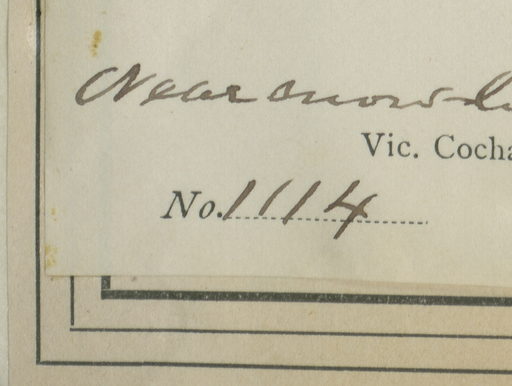 Near snow
Vic. Cocha
No. 1114